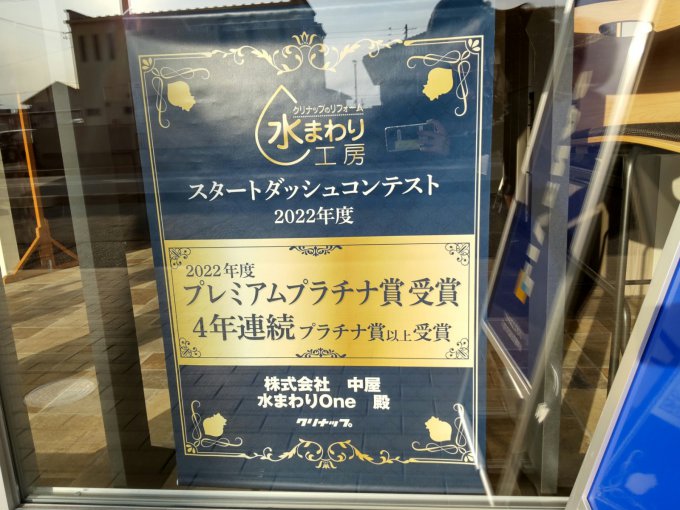 クリナップのリフォーム
水まわり
工房
スタートダッシュコンテスト
2022年度
2022年度
プレミアムプラチナ賞 受賞
4年連続 プラチナ賞以上受賞
株式会社 中屋
水まわりOne 殿
クリナップ